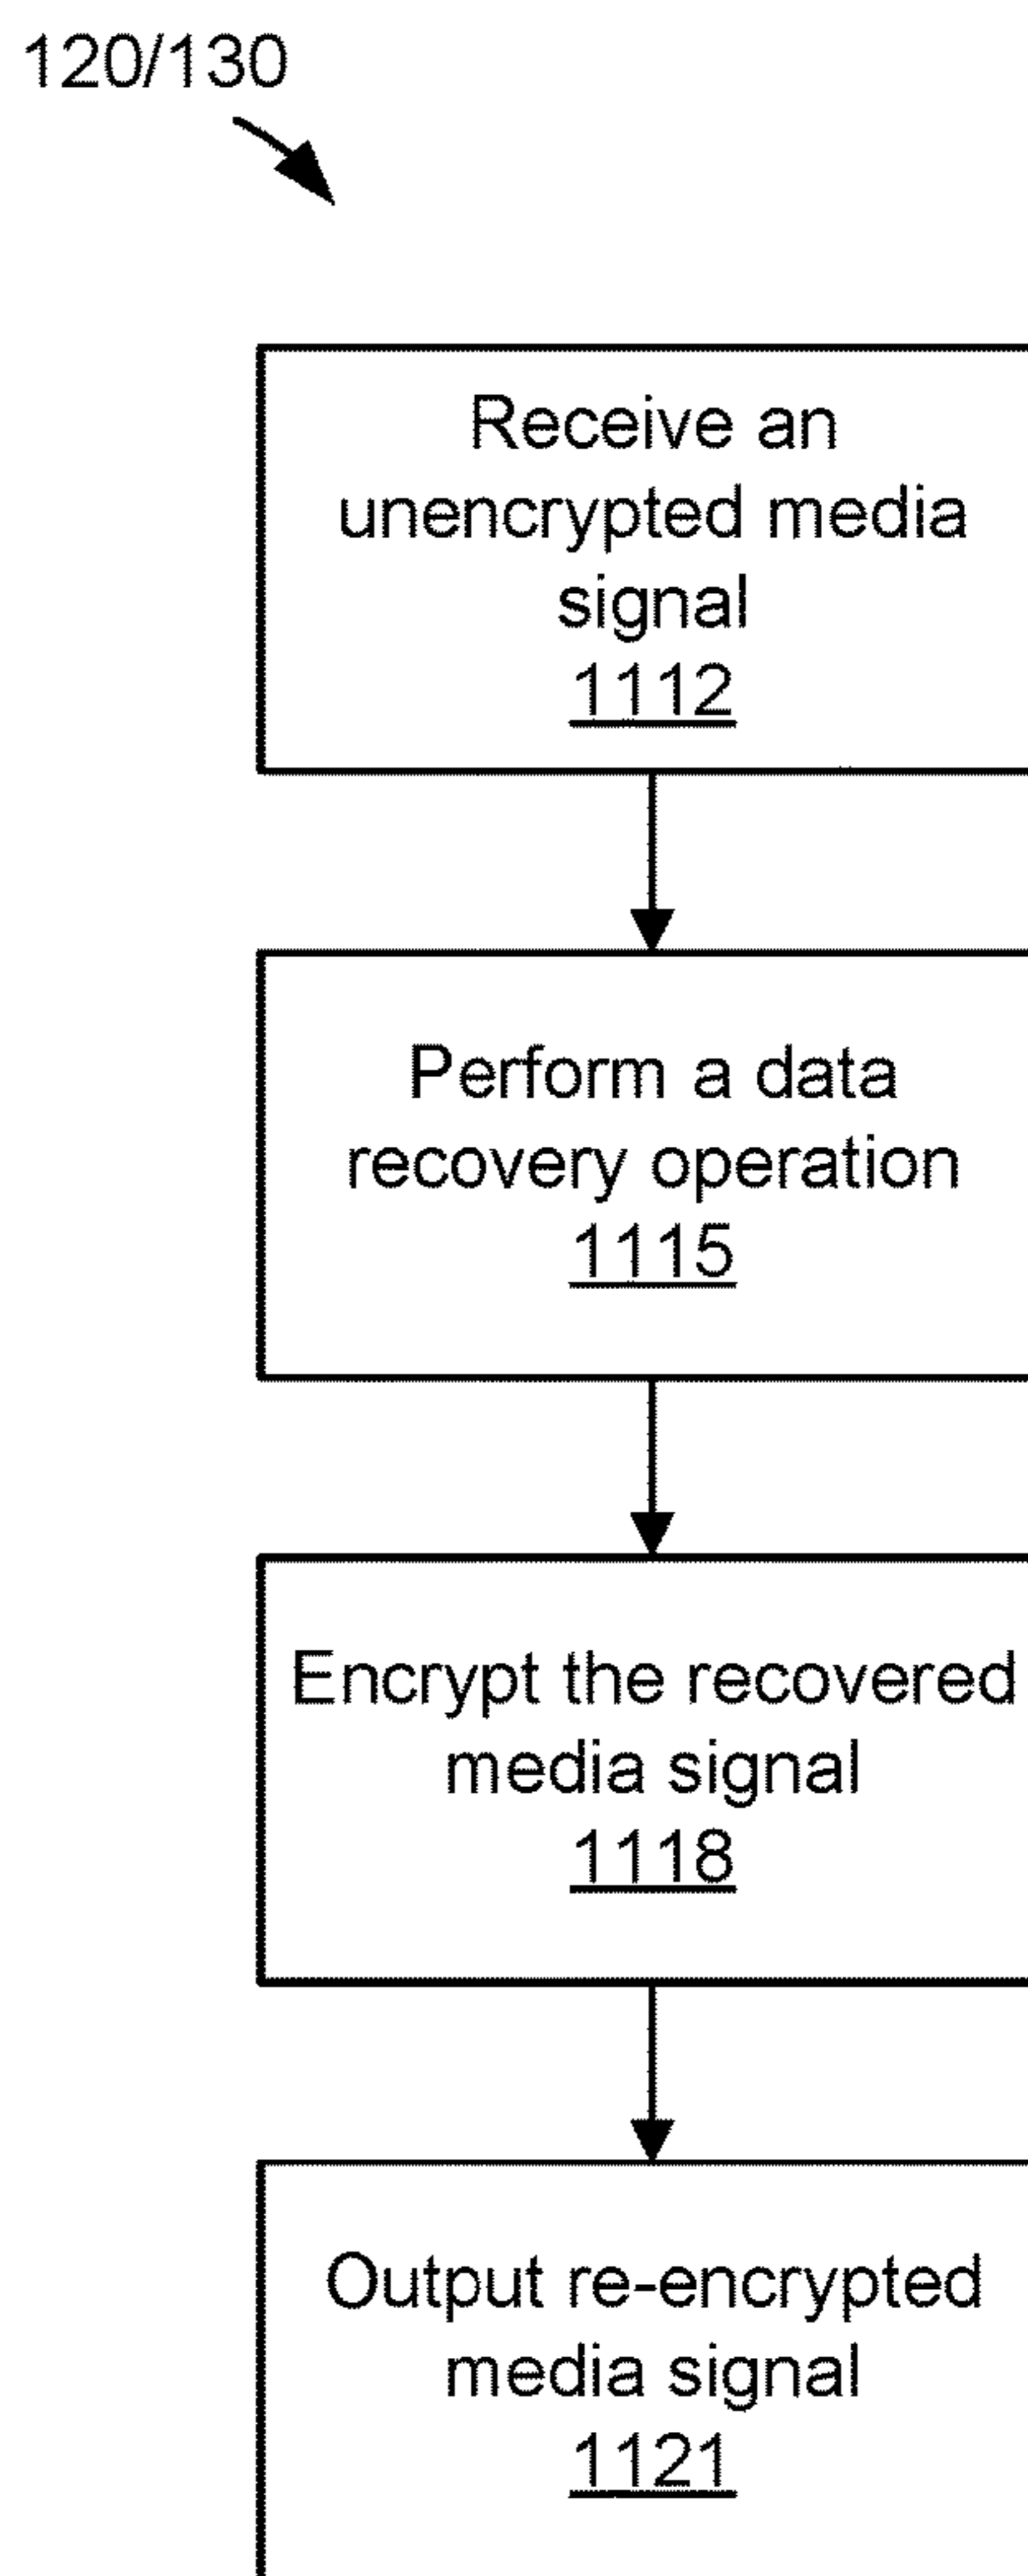 120/130
Receive an
unencrypted media
signal
1112
Perform a data
recovery operation
1115
Encrypt the recovered
media signal
1118
Output re-encrypted
media signal
1121